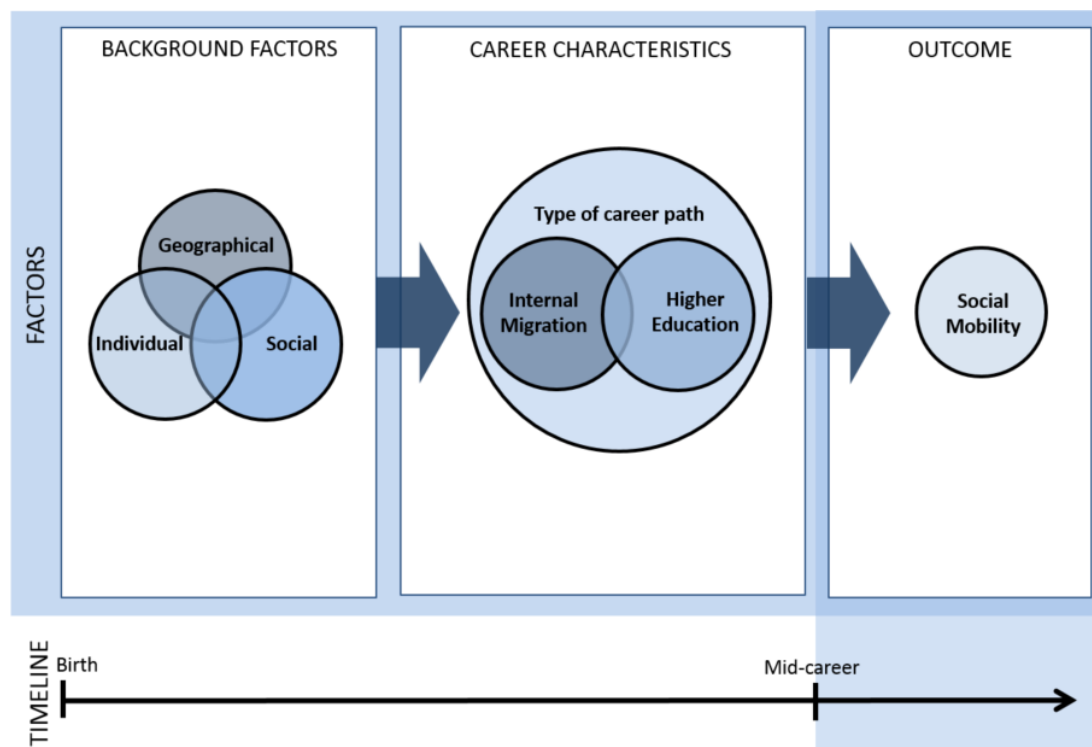 BACKGROUND FACTORS
CAREER CHARACTERISTICS
OUTCOME
FACTORS
Geographical
Individual
Social
Type of career path
Internal
Migration
Higher
Education
Social
Mobility
TIMELINE
Birth
Mid-career